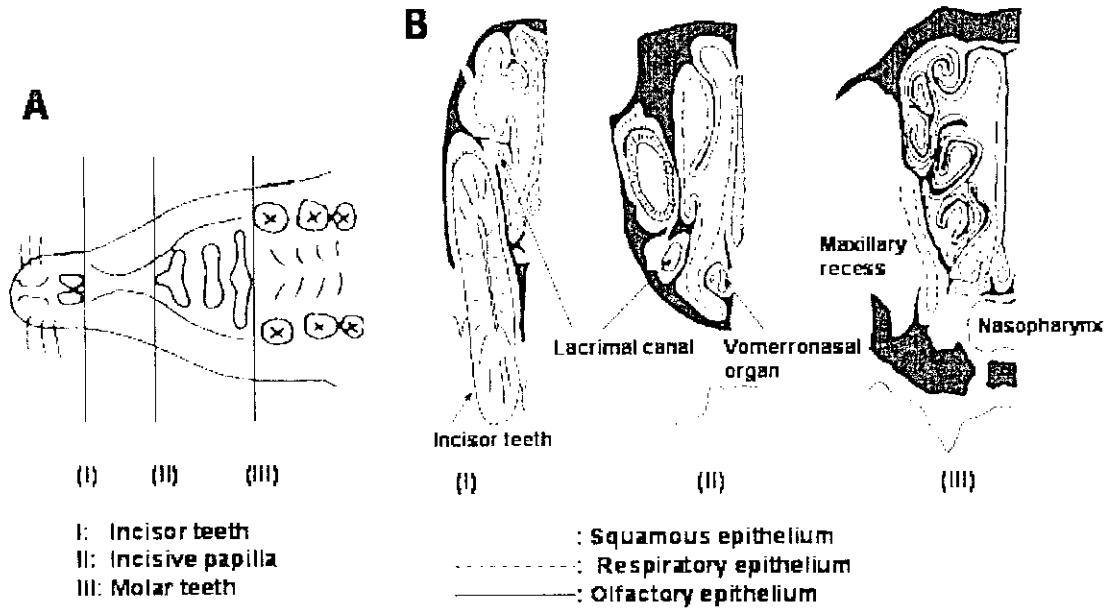 A
B
Maxillary
recess
Nasopharynx
Lacrimal canal
Vomerronasal
organ
Incisor teeth
(I) (II) (III)
(I) (II) (III)
I: Incisor teeth
II: Incisive papilla
III: Molar teeth
: Squamous epithelium
: Respiratory epithelium
: Olfactory epithelium